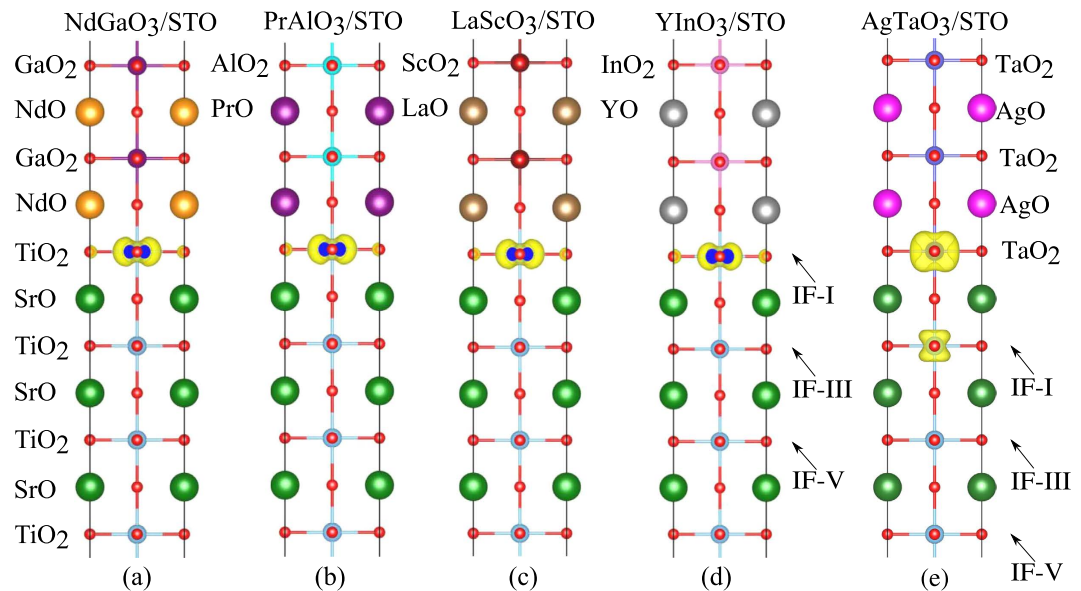 NdGaO3/STO PrAlO3/STO LaScO3/STO YInO3/STO AgTaO3/STO
GaO2 AlO2 ScO2 InO2 TaO2
NdO PrO LaO YO AgO
GaO2 TaO2
NdO AgO
TiO2 TaO2
IF-I
SrO
TiO2
IF-III IF-I
SrO
TiO2
IF-V IF-III
SrO
TiO2
IF-V
(a) (b) (c) (d) (e)